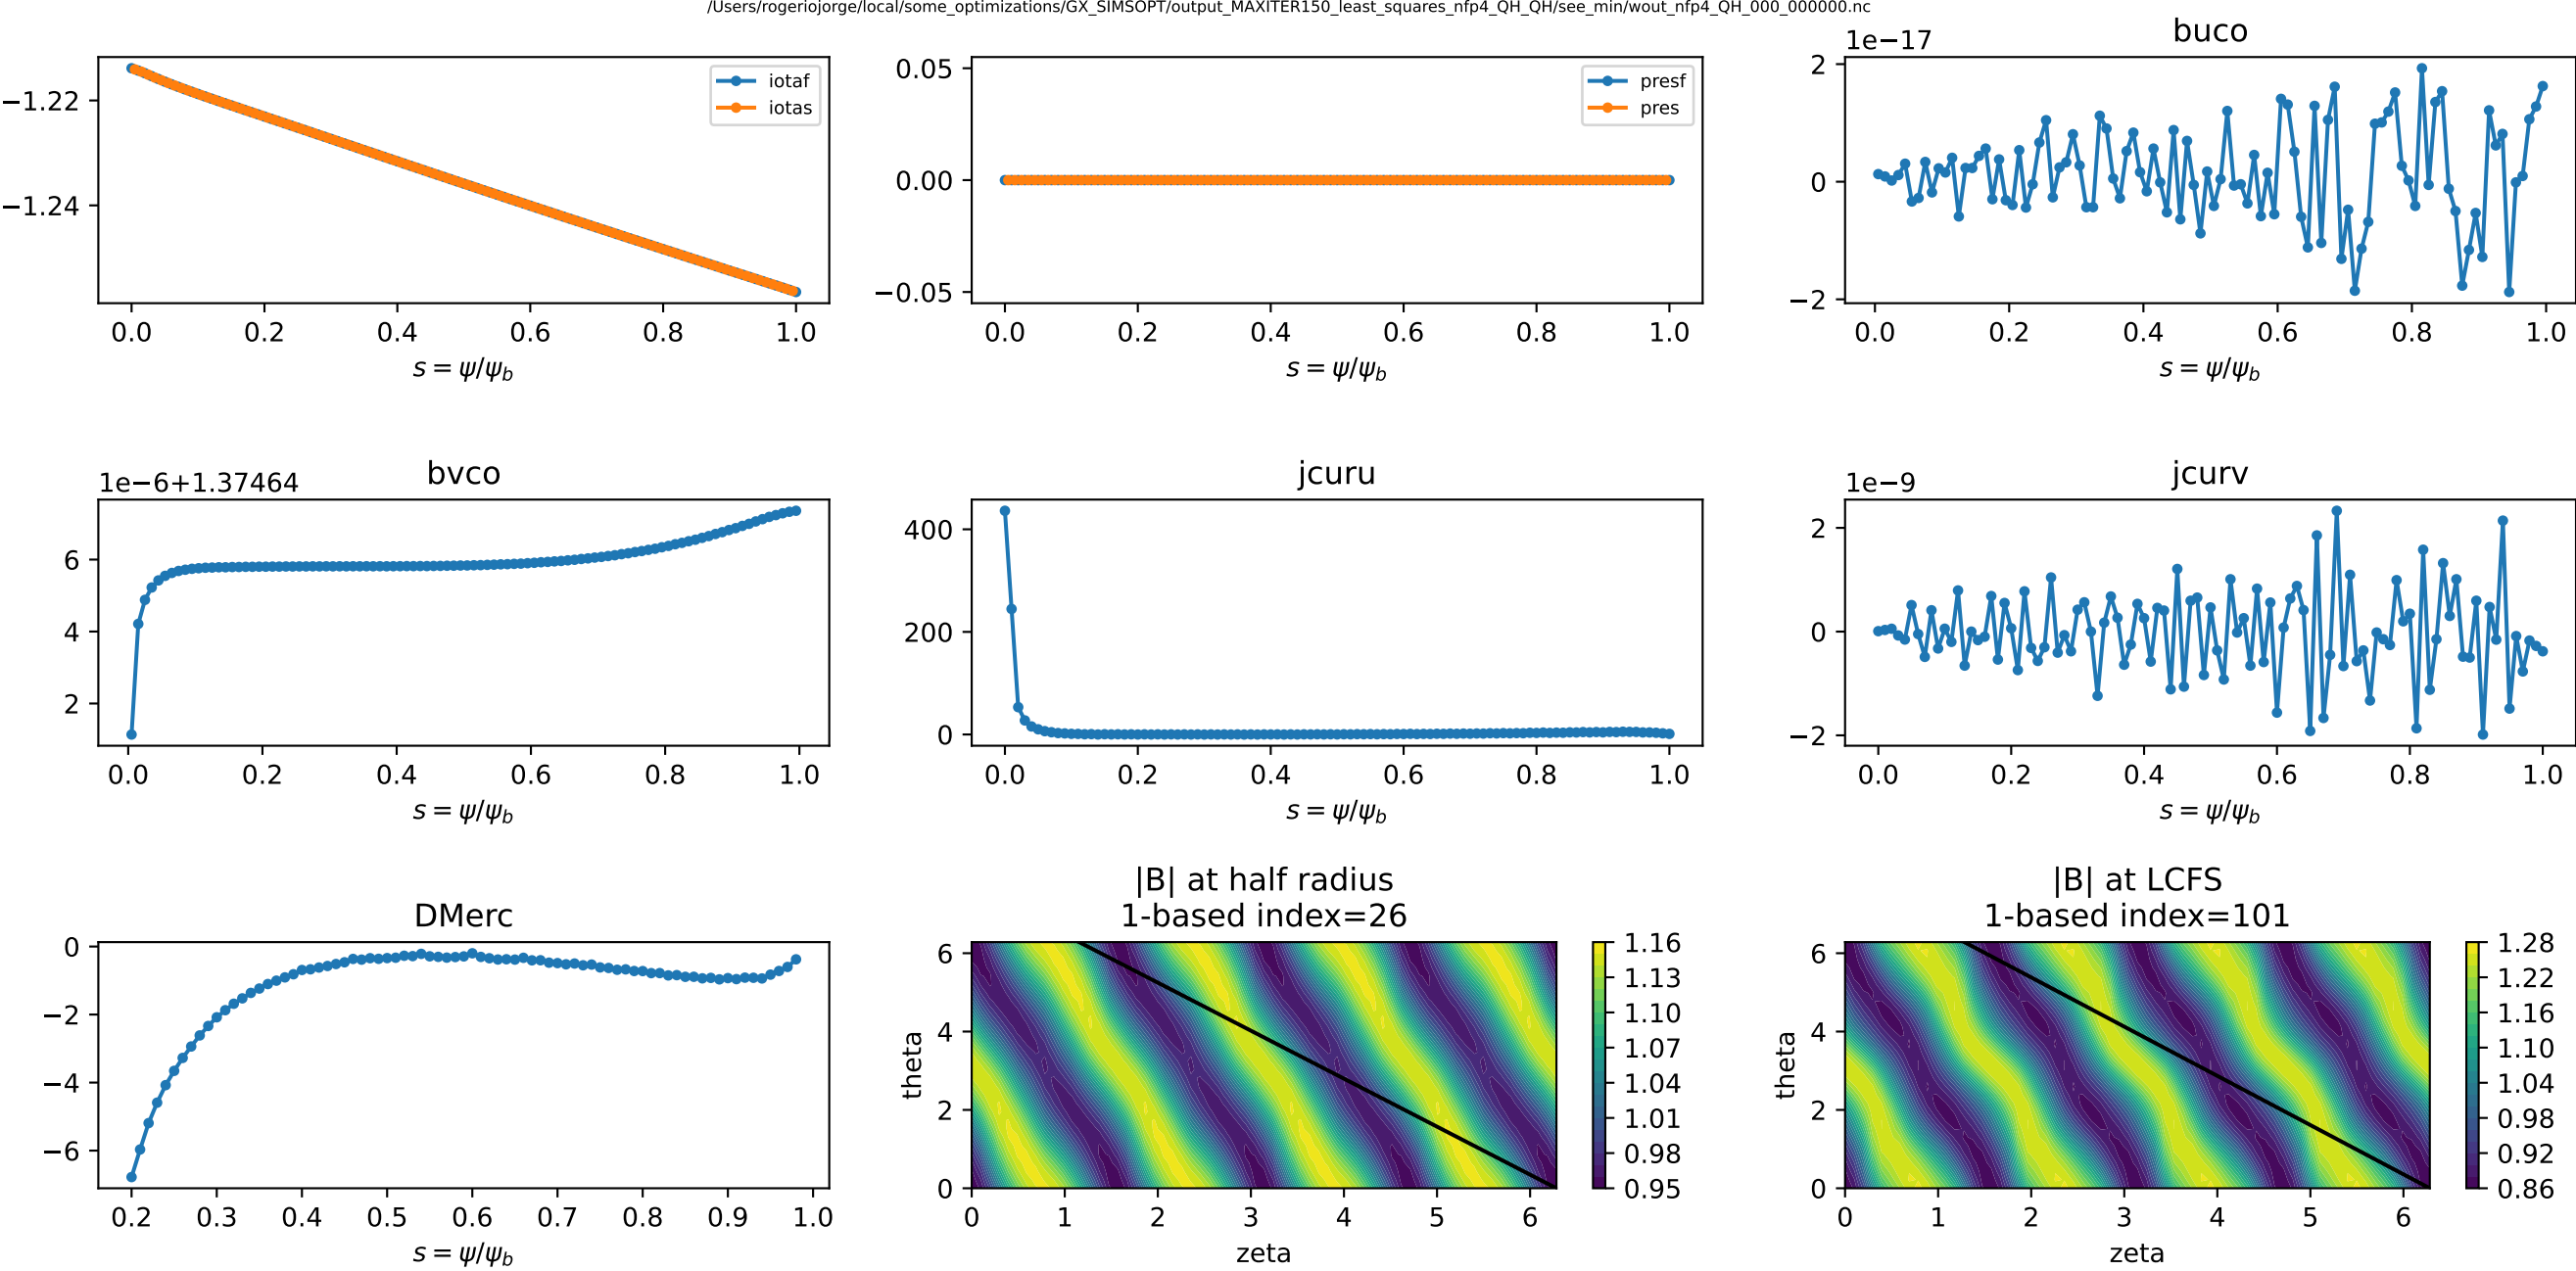 /Users/rogeriojorge/local/some_optimizations/GX_SIMSOPT/output_MAXITER150_least_squares_nfp4_QH_QH/see_min/wout_nfp4_QH_000_000000.nc
iotaf
iotas
−1.22
−1.24
0.0 0.2 0.4 0.6 0.8 1.0
s = ψ/ψ_b
presf
pres
0.05
0.00
−0.05
0.0 0.2 0.4 0.6 0.8 1.0
s = ψ/ψ_b
buco
1e−17
2
0
−2
0.0 0.2 0.4 0.6 0.8 1.0
s = ψ/ψ_b
bvco
1e−6+1.37464
6
4
2
0.0 0.2 0.4 0.6 0.8 1.0
s = ψ/ψ_b
jcuru
400
200
0
0.0 0.2 0.4 0.6 0.8 1.0
s = ψ/ψ_b
jcurv
1e−9
2
0
−2
0.0 0.2 0.4 0.6 0.8 1.0
s = ψ/ψ_b
DMerc
0
−2
−4
−6
0.2 0.3 0.4 0.5 0.6 0.7 0.8 0.9 1.0
s = ψ/ψ_b
|B| at half radius
1-based index=26
theta
6
4
2
0
0 1 2 3 4 5 6
zeta
1.16
1.13
1.10
1.07
1.04
1.01
0.98
0.95
|B| at LCFS
1-based index=101
theta
6
4
2
0
0 1 2 3 4 5 6
zeta
1.28
1.22
1.16
1.10
1.04
0.98
0.92
0.86